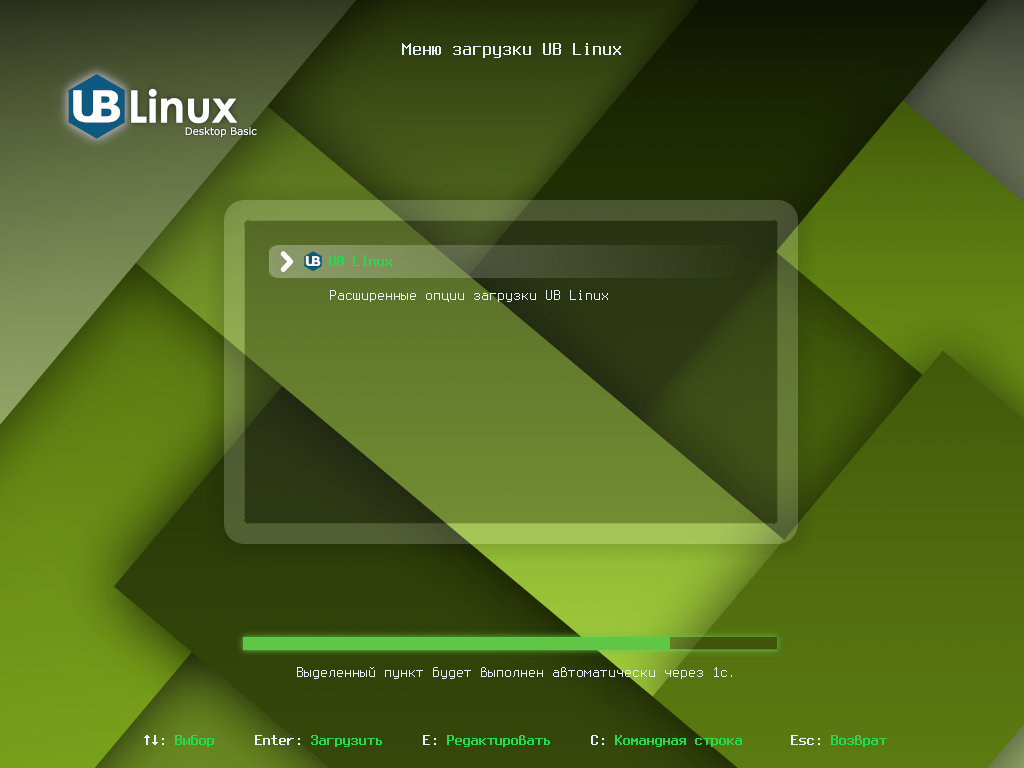 Меню загрузки UB Linux
UB Linux
Desktop Basic
UB UB Linux
Расширенные опции загрузки UB Linux
Выделенный пункт будет выполнен автоматически через 1с.
↑↓: Выбор Enter: Загрузить E: Редактировать C: Командная строка Esc: Возврат